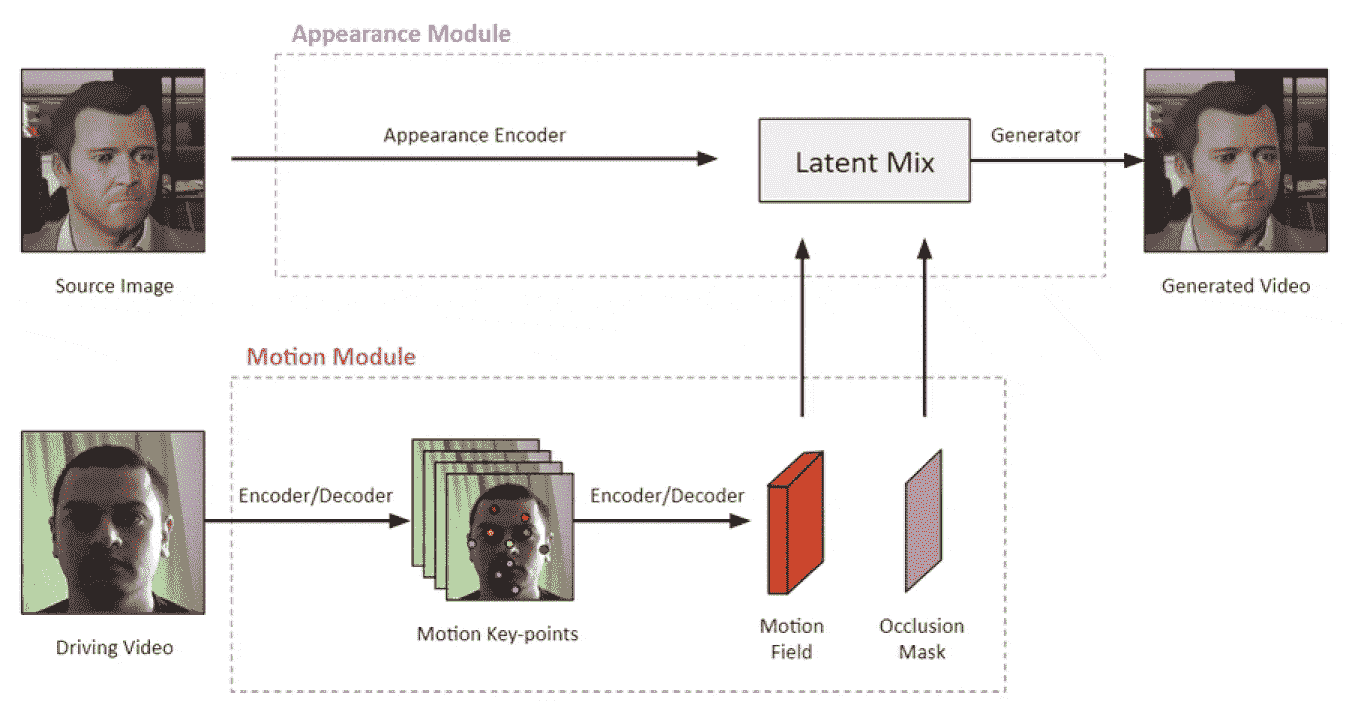 Appearance Module
Appearance Encoder
Latent Mix
Generator
Source Image
Generated Video
Motion Module
Encoder/Decoder
Encoder/Decoder
Driving Video
Motion Key-points
Motion
Field
Occlusion
Mask